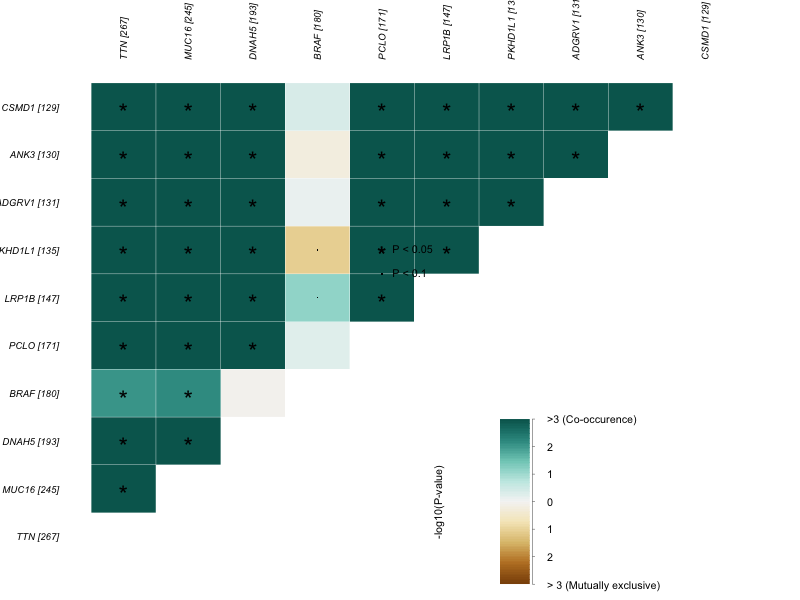 TTN [267]
MUC16 [245]
DNAH5 [193]
BRAF [180]
PCLO [171]
LRP1B [147]
PKHD1L1 [13
ADGRV1 [131
ANK3 [130]
CSMD1 [129]
CSMD1 [129]
ANK3 [130]
ADGRV1 [131]
KHD1L1 [135]
* P < 0.05
· P < 0.1
LRP1B [147]
PCLO [171]
BRAF [180]
DNAH5 [193]
MUC16 [245]
TTN [267]
-log10(P-value)
>3 (Co-occurence)
2
1
0
1
2
> 3 (Mutually exclusive)